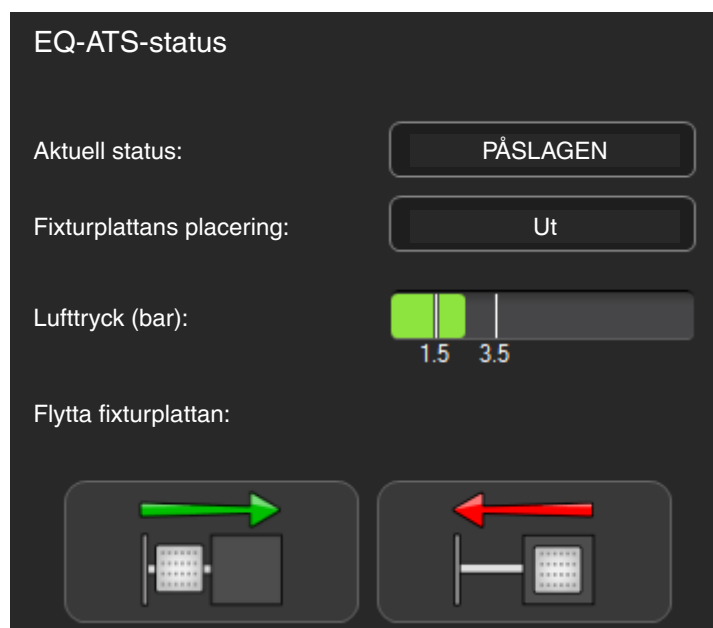 EQ-ATS-status
Aktuell status: PÅSLAGEN
Fixturplattans placering: Ut
Lufttryck (bar):
1.5 3.5
Flytta fixturplattan: